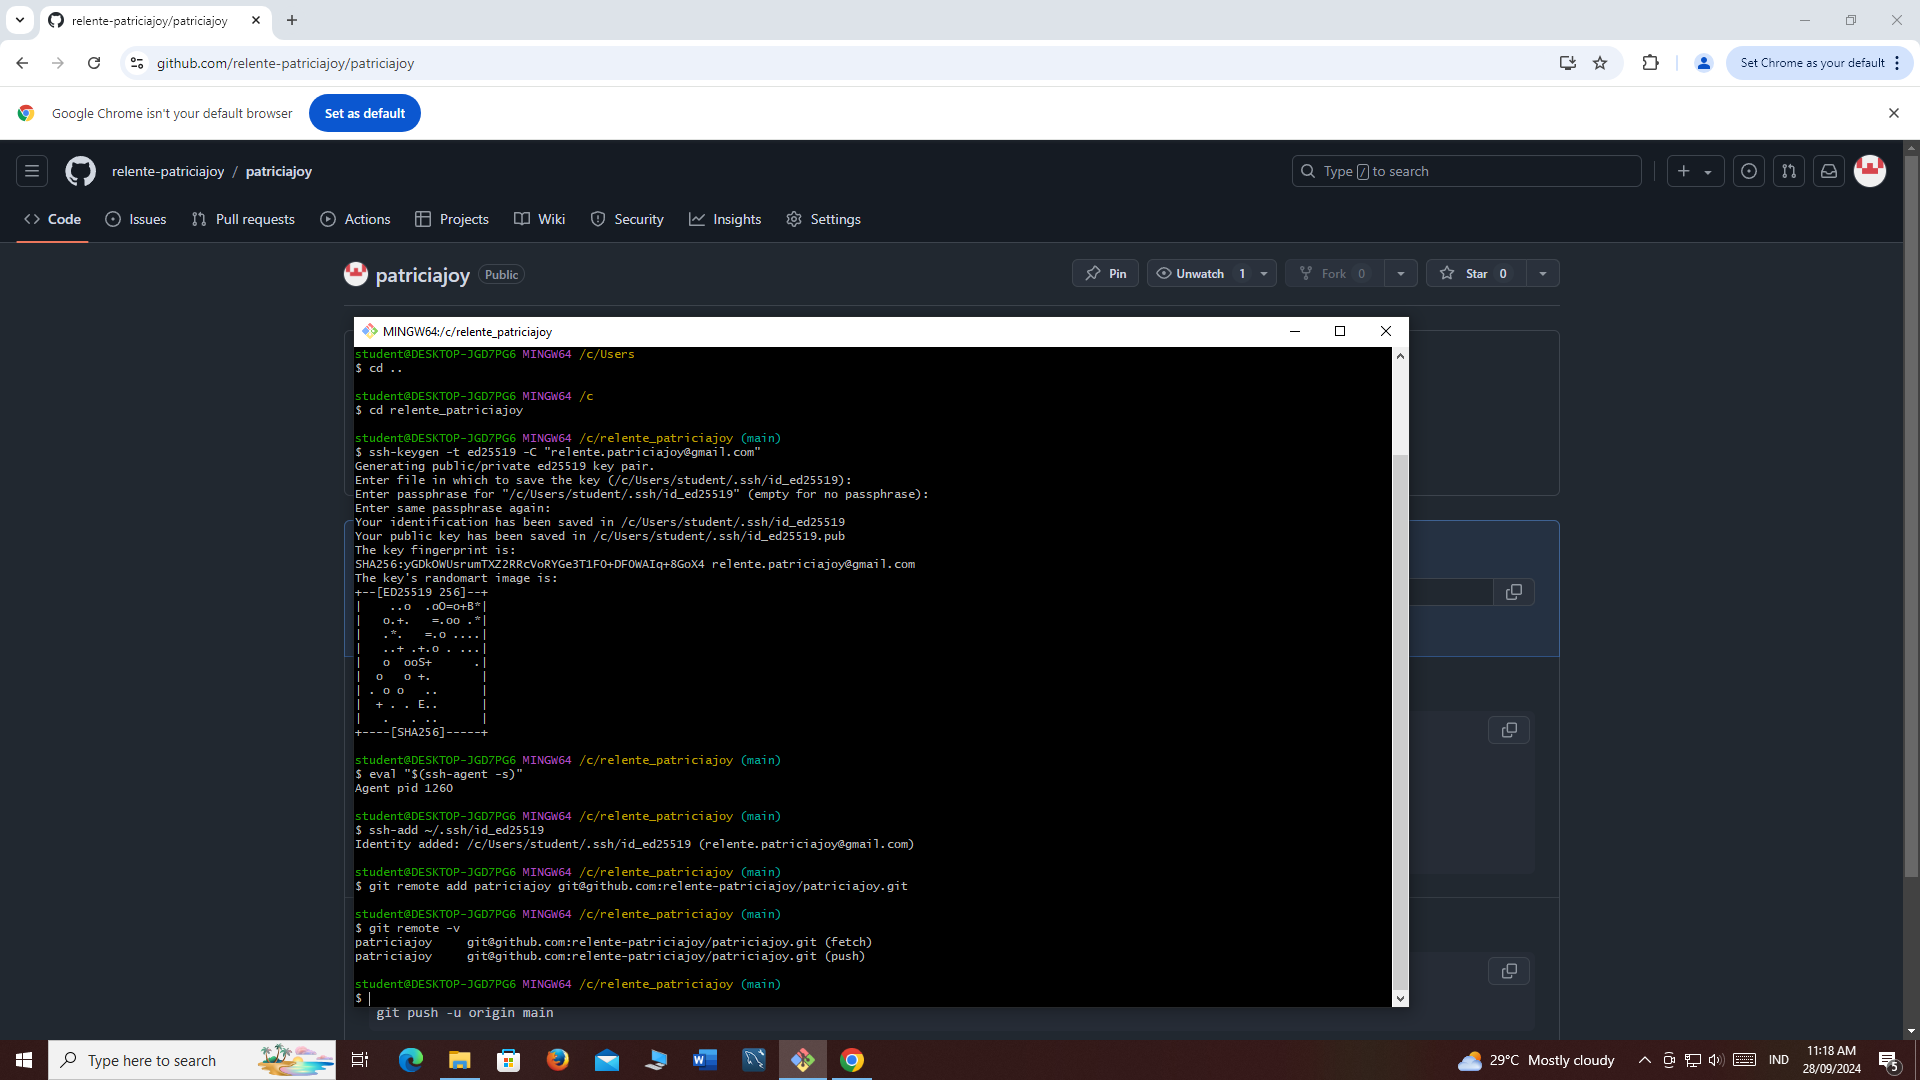 relente-patriciajoy/patriciajoy
github.com/relente-patriciajoy/patriciajoy
Set Chrome as your default
Google Chrome isn't your default browser
Set as default
relente-patriciajoy / patriciajoy
Type / to search
Code
Issues
Pull requests
Actions
Projects
Wiki
Security
Insights
Settings
patriciajoy
Public
Pin
Unwatch 1
Fork 0
Star 0
MINGW64:/c/relente_patriciajoy
student@DESKTOP-JGD7PG6 MINGW64 /c/Users
$ cd ..
student@DESKTOP-JGD7PG6 MINGW64 /c
$ cd relente_patriciajoy
student@DESKTOP-JGD7PG6 MINGW64 /c/relente_patriciajoy (main)
$ ssh-keygen -t ed25519 -C "relente.patriciajoy@gmail.com"
Generating public/private ed25519 key pair.
Enter file in which to save the key (/c/Users/student/.ssh/id_ed25519):
Enter passphrase for "/c/Users/student/.ssh/id_ed25519" (empty for no passphrase):
Enter same passphrase again:
Your identification has been saved in /c/Users/student/.ssh/id_ed25519
Your public key has been saved in /c/Users/student/.ssh/id_ed25519.pub
The key fingerprint is:
SHA256:yGDkOWUsrumTXZ2RRcVoRYGe3T1FO+DFOWAIq+8GoX4 relente.patriciajoy@gmail.com
The key's randomart image is:
+--[ED25519 256]--+
|    ..o  .oO=o+B*|
|   o.+.   =.oo .*|
|   .*.   =.o ....|
|   ..+ .+.o . ...|
|   o  ooS+      .|
|  o   o +.       |
| . o o   ..      |
|  + . . E..      |
|   .   . ..      |
+----[SHA256]-----+
student@DESKTOP-JGD7PG6 MINGW64 /c/relente_patriciajoy (main)
$ eval "$(ssh-agent -s)"
Agent pid 1260
student@DESKTOP-JGD7PG6 MINGW64 /c/relente_patriciajoy (main)
$ ssh-add ~/.ssh/id_ed25519
Identity added: /c/Users/student/.ssh/id_ed25519 (relente.patriciajoy@gmail.com)
student@DESKTOP-JGD7PG6 MINGW64 /c/relente_patriciajoy (main)
$ git remote add patriciajoy git@github.com:relente-patriciajoy/patriciajoy.git
student@DESKTOP-JGD7PG6 MINGW64 /c/relente_patriciajoy (main)
$ git remote -v
patriciajoy     git@github.com:relente-patriciajoy/patriciajoy.git (fetch)
patriciajoy     git@github.com:relente-patriciajoy/patriciajoy.git (push)
student@DESKTOP-JGD7PG6 MINGW64 /c/relente_patriciajoy (main)
$
git push -u origin main
Type here to search
29°C Mostly cloudy
IND
11:18 AM
28/09/2024
5